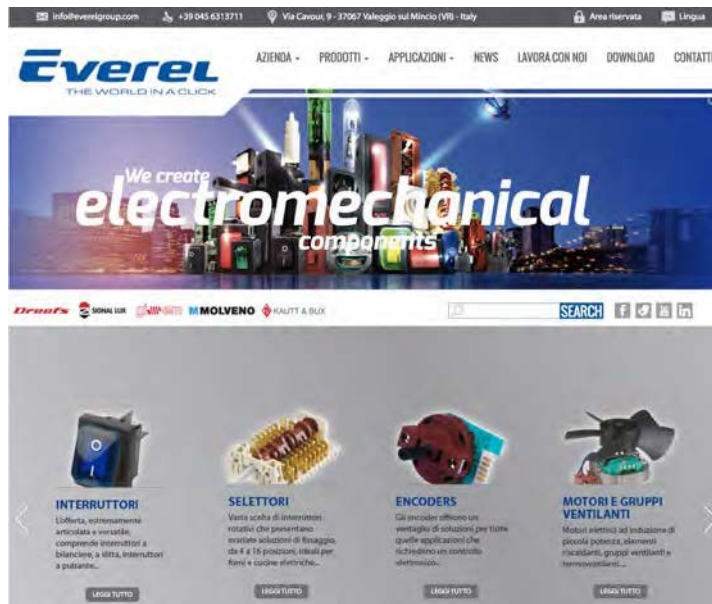 info@everelgroup.com +39 045 6313711 Via Cavour, 9 - 37067 Valeggio sul Mincio (VR) - Italy Area riservata Lingua
Everel
THE WORLD IN A CLICK
AZIENDA PRODOTTI APPLICAZIONI NEWS LAVORA CON NOI DOWNLOAD CONTATTI
We create
electromechanical
components
Dreefs SIGNAL LUX MMOLVENO KAUTT & BUX SEARCH
INTERRUTTORI
L'offerta, estremamente
articolata e versatile,
comprende interruttori a
bilanciere, a slitta, interruttori
a pulsante...
LEGGI TUTTO
SELETTORI
Vasta scelta di interruttori
rotativi che presentano
svariate soluzioni di fissaggio,
da 4 a 16 posizioni, ideali per
forni e cucine elettriche...
LEGGI TUTTO
ENCODERS
Gli encoder offrono un
ventaglio di soluzioni per tutte
quelle applicazioni che
richiedono un controllo
elettronico...
LEGGI TUTTO
MOTORI E GRUPPI
VENTILANTI
Motori elettrici ad induzione di
piccola potenza, elementi
riscaldanti, gruppi ventilanti e
termoventilanti...
LEGGI TUTTO